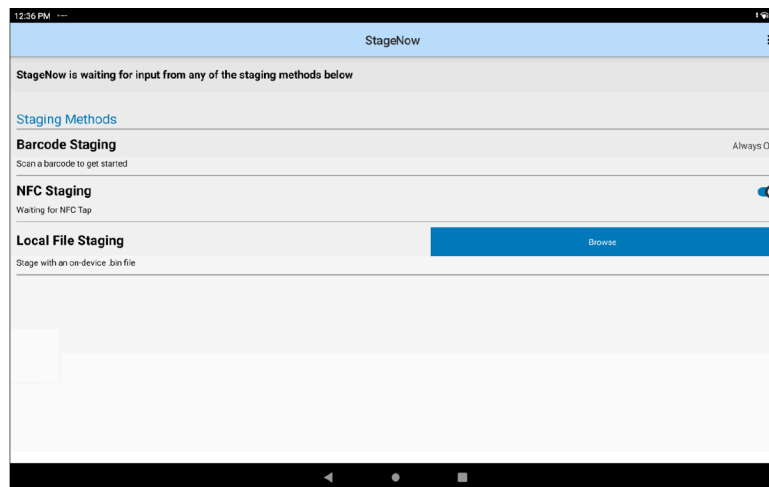 12:36 PM
StageNow
StageNow is waiting for input from any of the staging methods below
Staging Methods
Barcode Staging
Always O
Scan a barcode to get started
NFC Staging
Waiting for NFC Tap
Local File Staging
Browse
Stage with an on-device .bin file